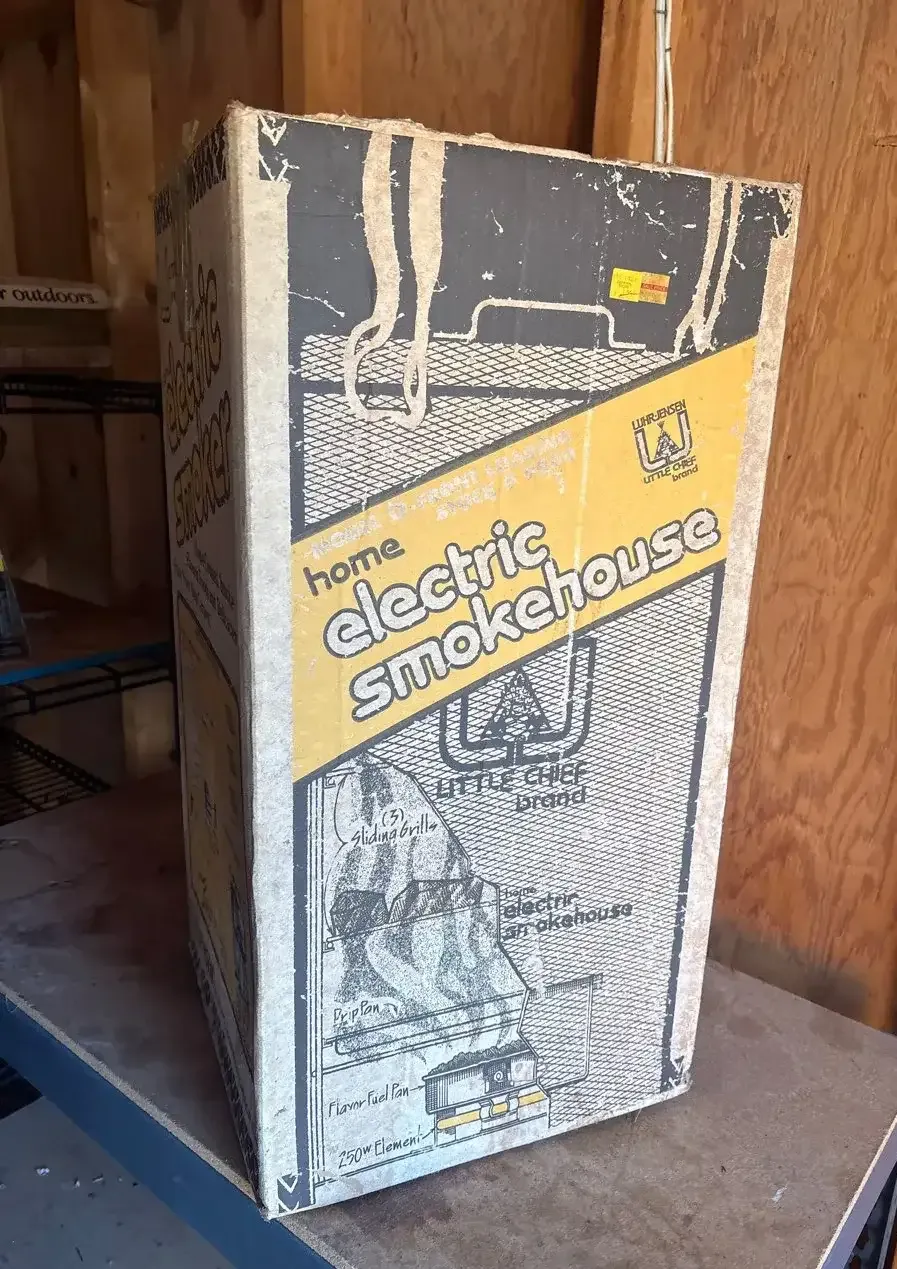 r outdoors.
electric
smoker
LUHR-JENSEN
LITTLE CHIEF
brand
home
electric
smokehouse
LITTLE CHIEF
brand
(3)
Sliding Grills
home
electric
smokehouse
Drip Pan
Flavor Fuel Pan
250w Element